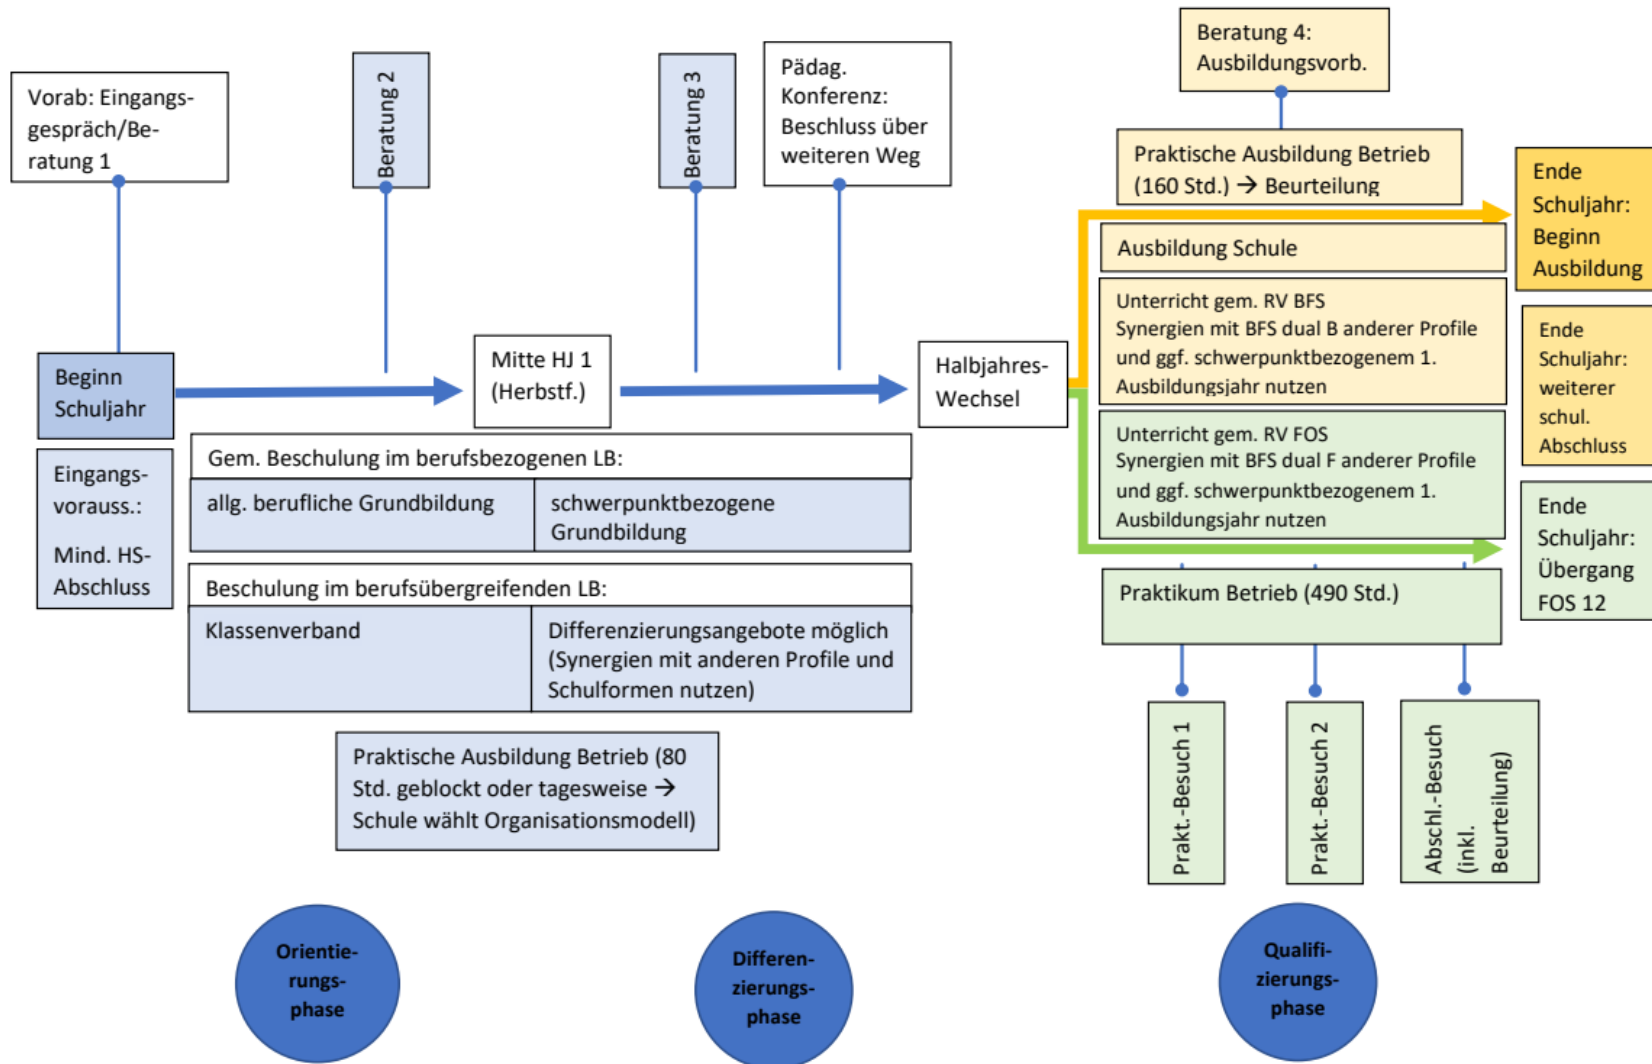 Vorab: Eingangs-
gespräch/Be-
ratung 1
Beratung 2
Beratung 3
Pädag.
Konferenz:
Beschluss über
weiteren Weg
Beratung 4:
Ausbildungsvorb.
Praktische Ausbildung Betrieb
(160 Std.) → Beurteilung
Ausbildung Schule
Unterricht gem. RV BFS
Synergien mit BFS dual B anderer Profile
und ggf. schwerpunktbezogenem 1.
Ausbildungsjahr nutzen
Ende
Schuljahr:
Beginn
Ausbildung
Ende
Schuljahr:
weiterer
schul.
Abschluss
Beginn
Schuljahr
Mitte HJ 1
(Herbstf.)
Halbjahres-
Wechsel
Eingangs-
vorauss.:
Mind. HS-
Abschluss
Gem. Beschulung im berufsbezogenen LB:
allg. berufliche Grundbildung
schwerpunktbezogene
Grundbildung
Beschulung im berufsübergreifenden LB:
Klassenverband
Differenzierungsangebote möglich
(Synergien mit anderen Profile und
Schulformen nutzen)
Praktische Ausbildung Betrieb (80
Std. geblockt oder tagesweise →
Schule wählt Organisationsmodell)
Unterricht gem. RV FOS
Synergien mit BFS dual F anderer Profile
und ggf. schwerpunktbezogenem 1.
Ausbildungsjahr nutzen
Ende
Schuljahr:
Übergang
FOS 12
Praktikum Betrieb (490 Std.)
Prakt.-Besuch 1
Prakt.-Besuch 2
Abschl.-Besuch
(inkl.
Beurteilung)
Orientie-
rungs-
phase
Differen-
zierungs-
phase
Qualifi-
zierungs-
phase